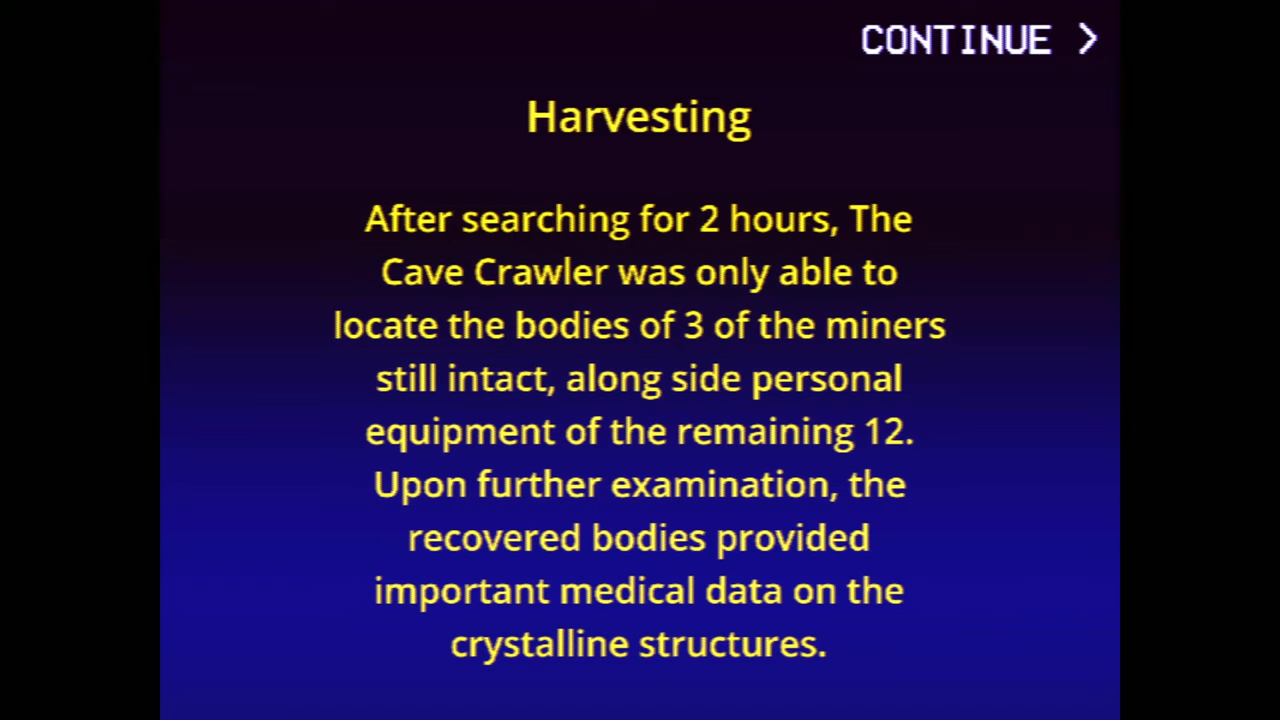 CONTINUE >
Harvesting
After searching for 2 hours, The
Cave Crawler was only able to
locate the bodies of 3 of the miners
still intact, along side personal
equipment of the remaining 12.
Upon further examination, the
recovered bodies provided
important medical data on the
crystalline structures.